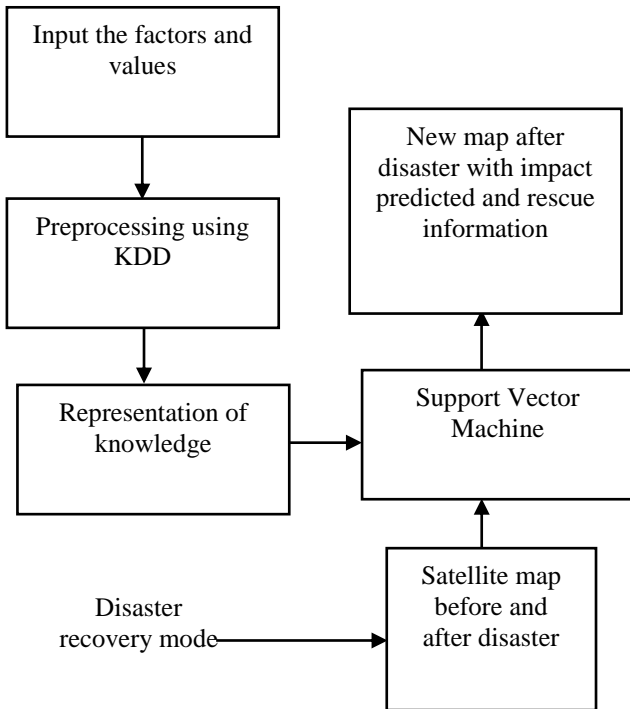 Input the factors and
values
New map after
disaster with impact
predicted and rescue
information
Preprocessing using
KDD
Representation of
knowledge
Support Vector
Machine
Satellite map
before and
after disaster
Disaster
recovery mode